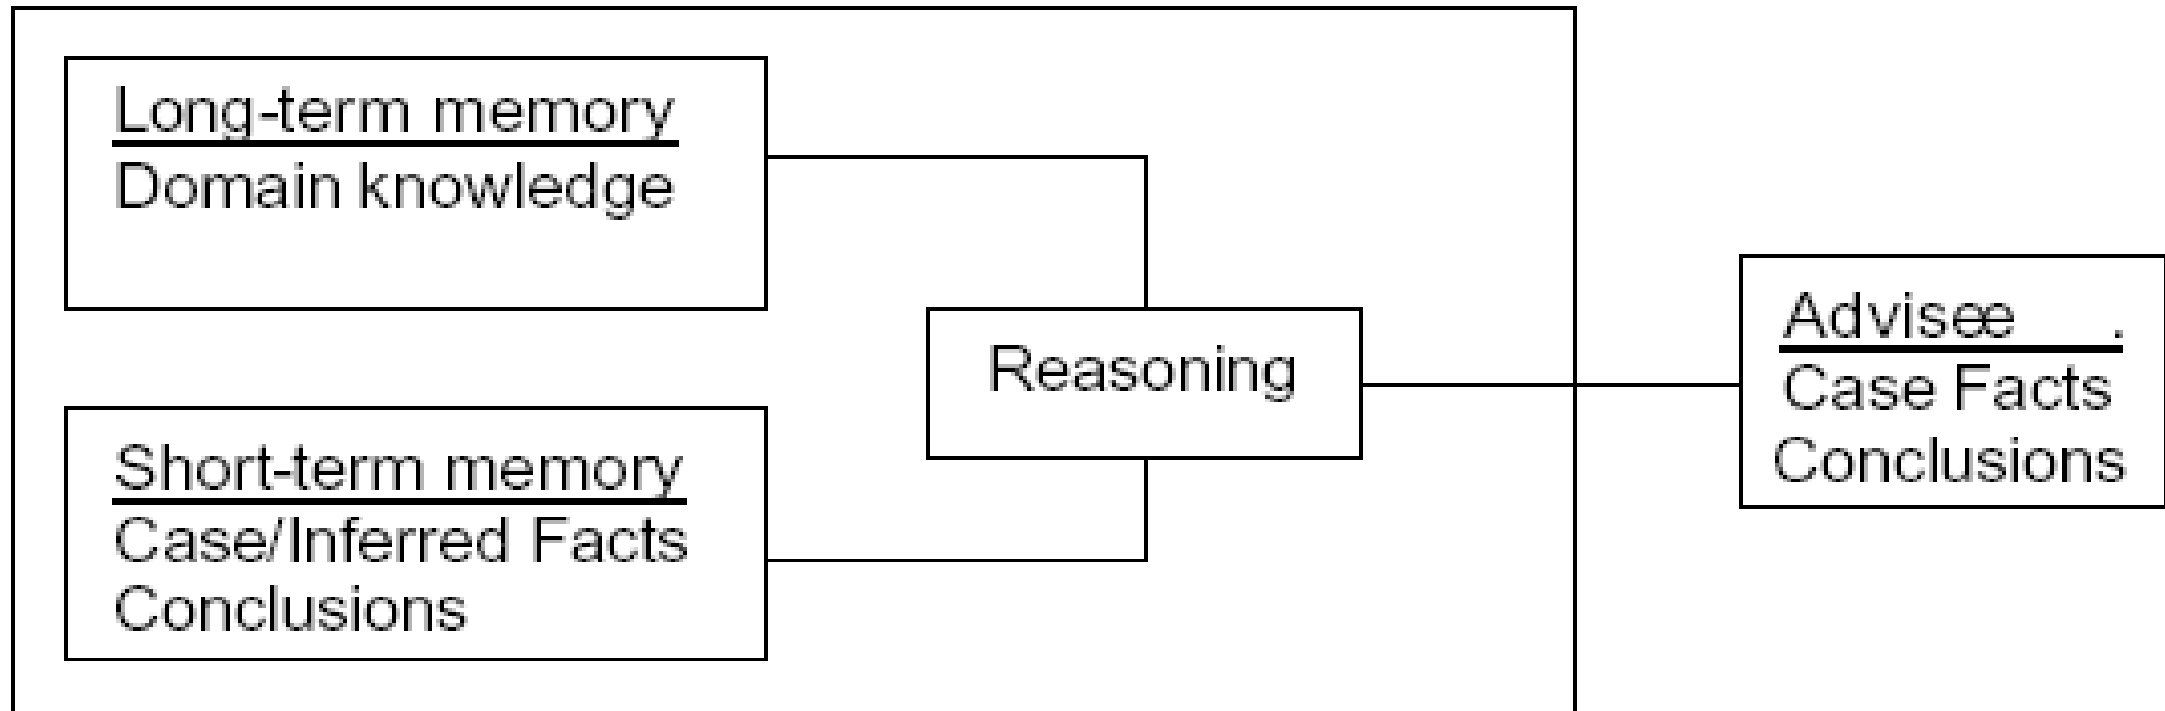 Long-term memory
Domain knowledge
Short-term memory
Case/Inferred Facts
Conclusions
Reasoning
Advisee .
Case Facts
Conclusions